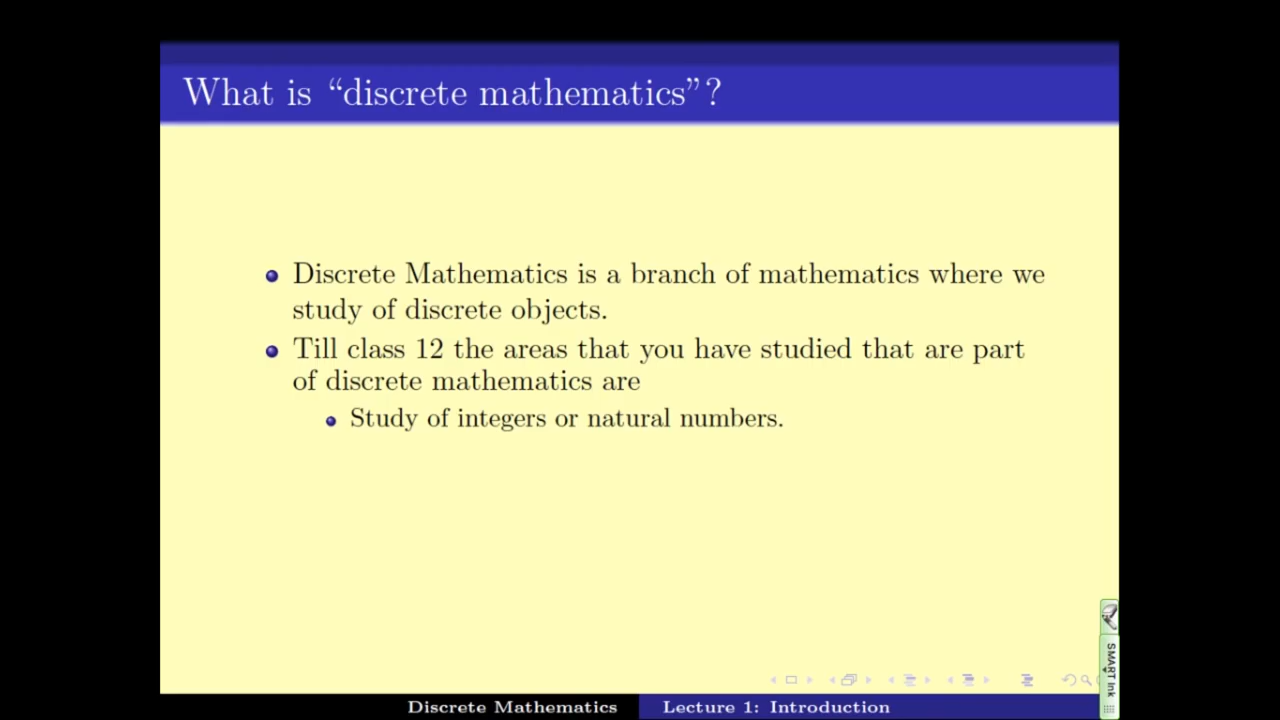 What is “discrete mathematics”?
Discrete Mathematics is a branch of mathematics where we
study of discrete objects.
Till class 12 the areas that you have studied that are part
of discrete mathematics are
Study of integers or natural numbers.
SMART Ink
Discrete Mathematics
Lecture 1: Introduction